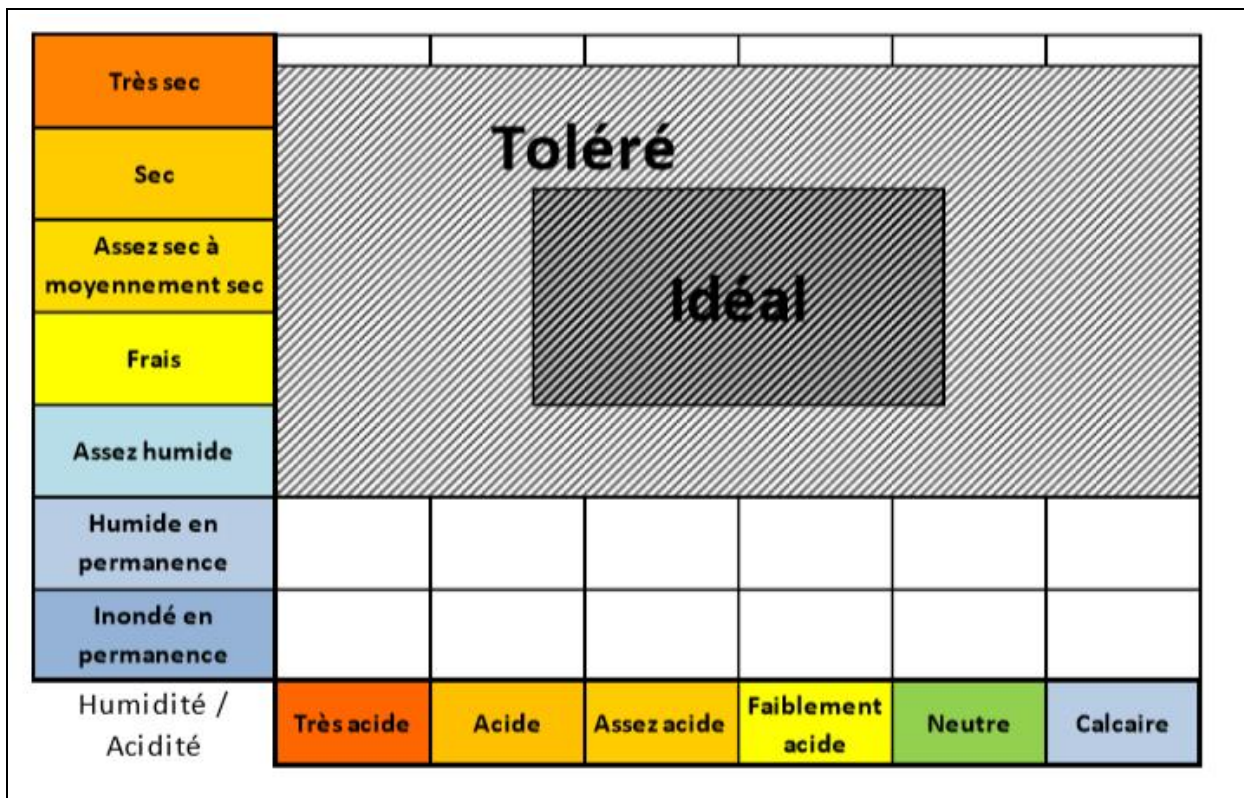 Très sec
Toléré
Sec
Assez sec à
moyennement sec
Idéal
Frais
Assez humide
Humide en
permanence
Inondé en
permanence
Humidité /
Acidité
Très acide
Acide
Assez acide
Faiblement
acide
Neutre
Calcaire